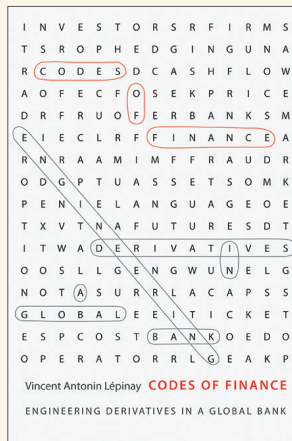 I N V E S T O R S R F I R M S
T S R O P H E D G I N G U N A
R C O D E S D C A S H F L O W
A O F E C F O S E K P R I C E
D R F R U O F E R B A N K S M
E I E C L R F F I N A N C E A
R N R A A M I M F F R A U D R
O D G P T U A S S E T S O M K
P E N I E L A N G U A G E O E
T X V T N A F U T U R E S D T
I T W A D E R I V A T I V E S
O O S L L G E N G W U N E L G
N O T A S U R R L A C A P S S
G L O B A L E E I T I C K E T
E S P C O S T B A N K O E D O
O P E R A T O R R L G E A K P
Vincent Antonin Lépinay CODES OF FINANCE
ENGINEERING DERIVATIVES IN A GLOBAL BANK